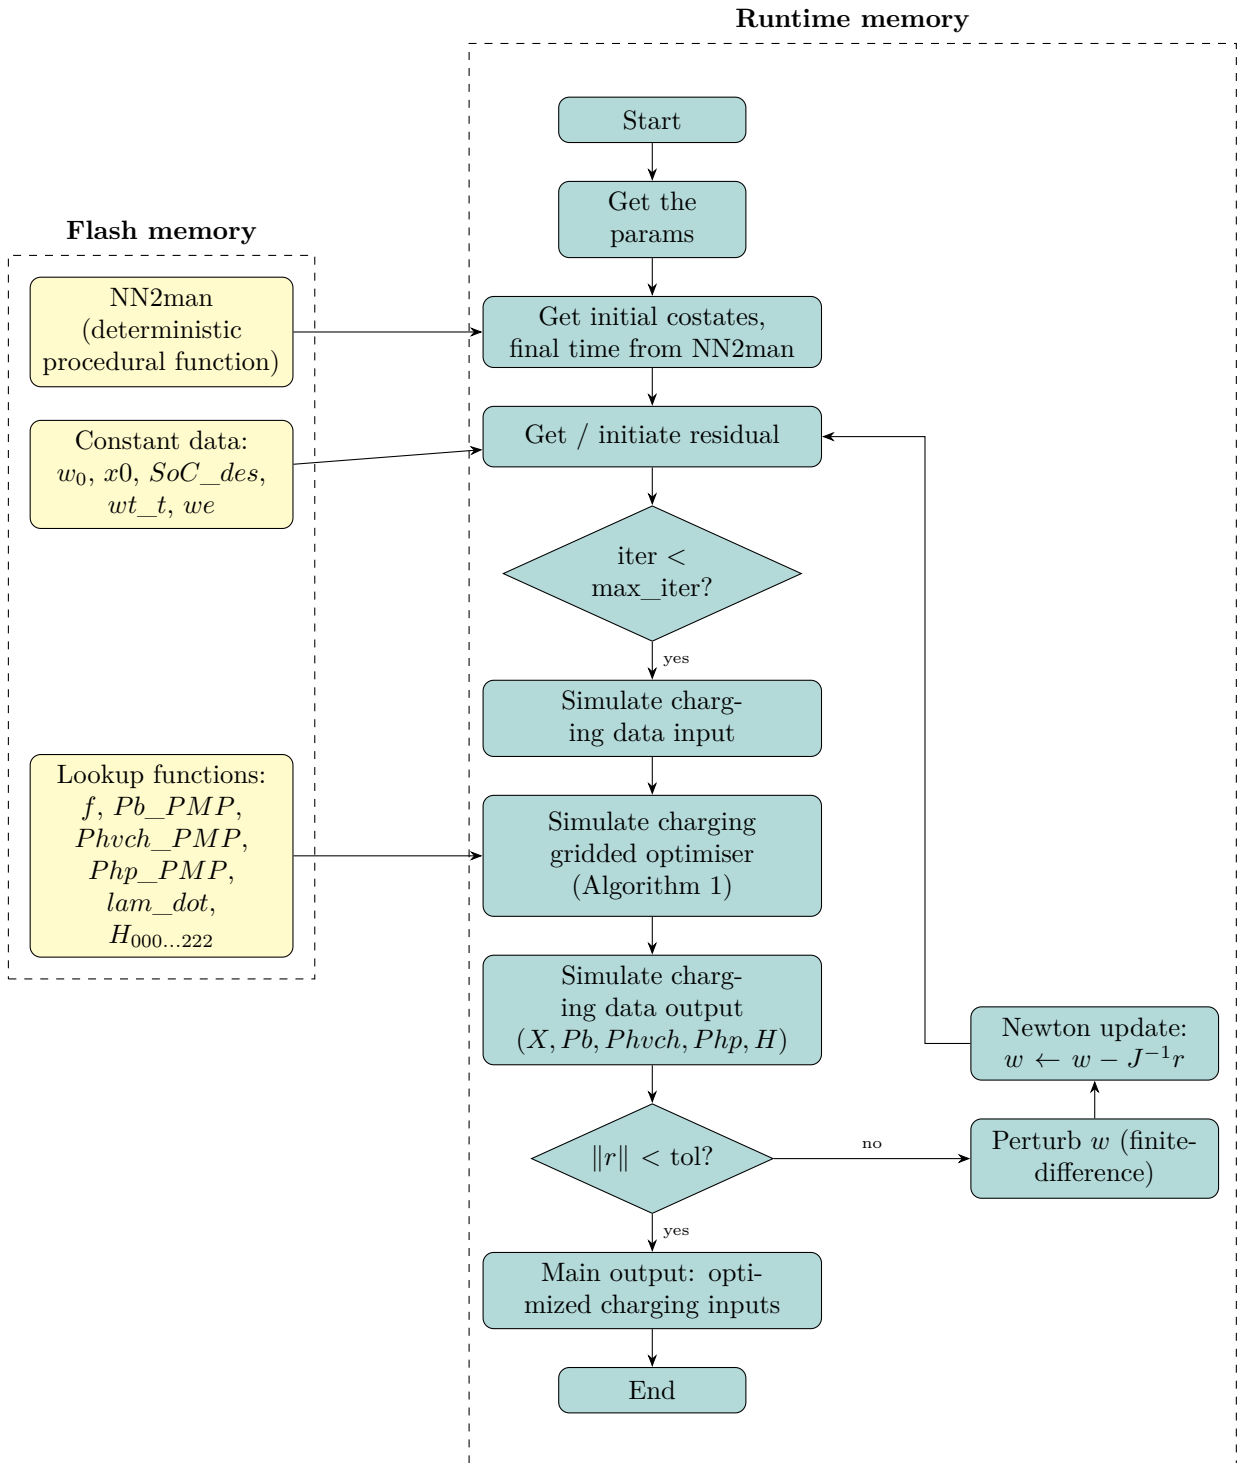 Runtime memory
Start
Get the
params
Flash memory
NN2man
(deterministic
procedural function)
Get initial costates,
final time from NN2man
Constant data:
w₀, x0, SoC_des,
wt_t, we
Get / initiate residual
iter <
max_iter?
yes
Simulate charg-
ing data input
Lookup functions:
f, Pb_PMP,
Phvch_PMP,
Php_PMP,
lam_dot,
H₀₀₀…₂₂₂
Simulate charging
gridded optimiser
(Algorithm 1)
Simulate charg-
ing data output
(X, Pb, Phvch, Php, H)
Newton update:
w ← w − J⁻¹r
‖r‖ < tol?
no
Perturb w (finite-
difference)
yes
Main output: opti-
mized charging inputs
End